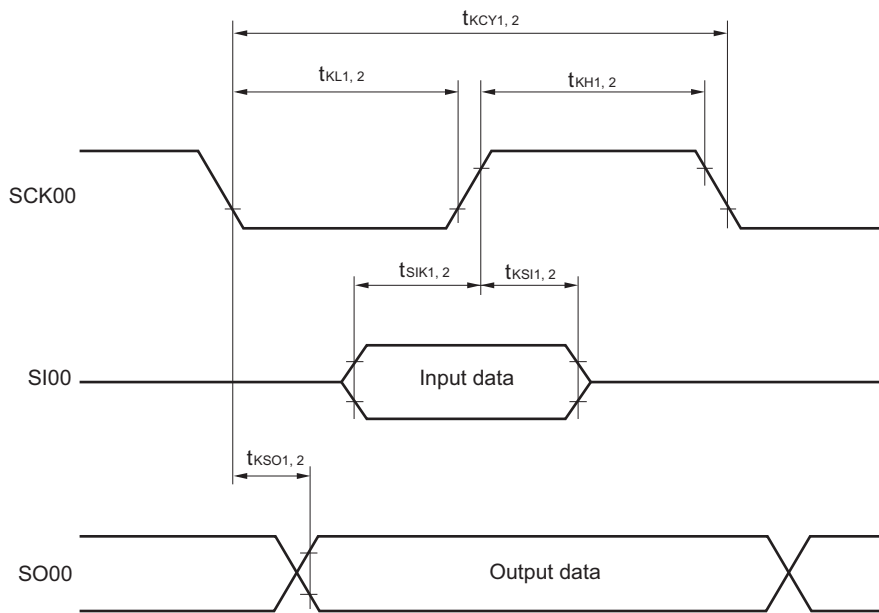 tKCY1, 2
tKL1, 2
tKH1, 2
SCK00
tSIK1, 2
tKSI1, 2
SI00
Input data
tKSO1, 2
SO00
Output data